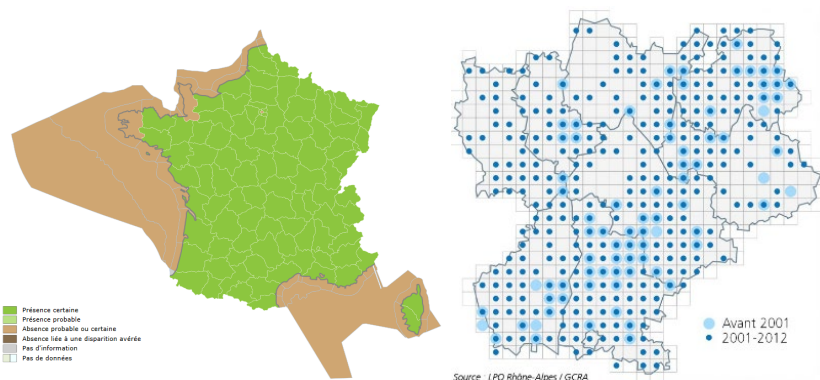 Présence certaine
Présence probable
Absence probable ou certaine
Absence liée à une disparition avérée
Pas d'information
Pas de données
Avant 2001
2001-2012
Source : LPO Rhône-Alpes / GCRA